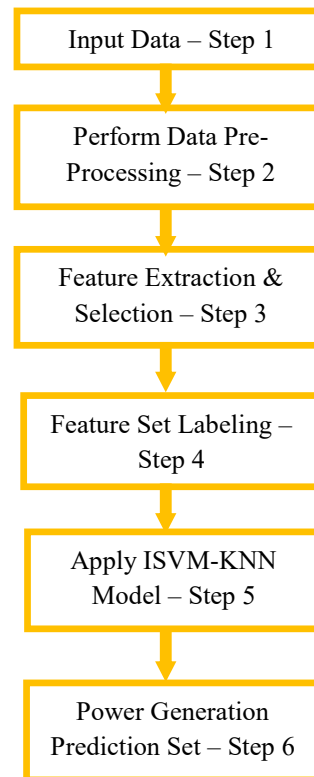 Input Data – Step 1
Perform Data Pre-
Processing – Step 2
Feature Extraction &
Selection – Step 3
Feature Set Labeling –
Step 4
Apply ISVM-KNN
Model – Step 5
Power Generation
Prediction Set – Step 6